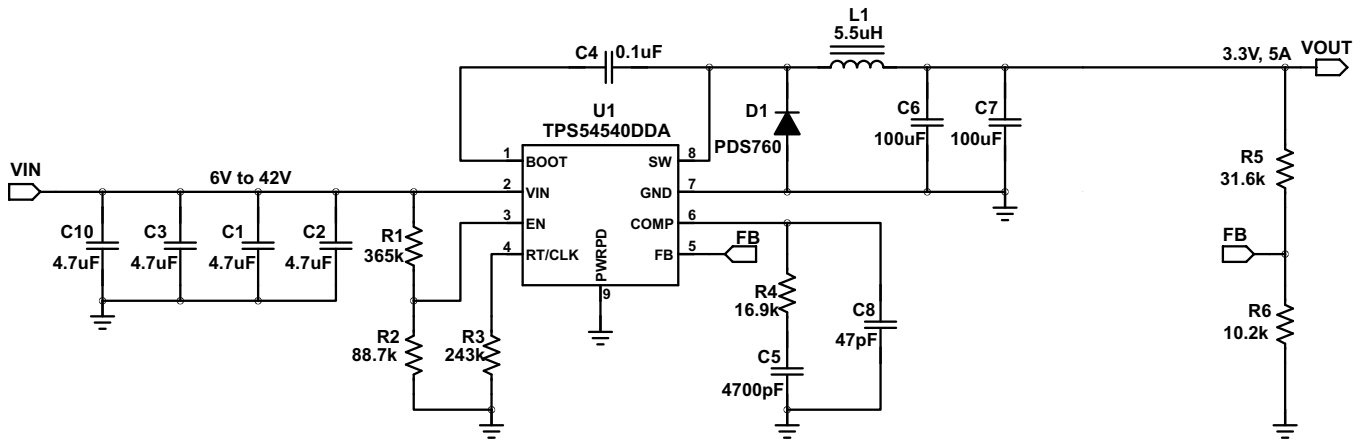 L1
5.5uH
C4 0.1uF
VOUT
3.3V, 5A
U1
TPS54540DDA
D1
PDS760
C6
100uF
C7
100uF
VIN
6V to 42V
1 BOOT SW 8
2 VIN GND 7
3 EN COMP 6
4 RT/CLK FB 5
PWRPD
9
FB
R5
31.6k
FB
C10
4.7uF
C3
4.7uF
C1
4.7uF
C2
4.7uF
R1
365k
R2
88.7k
R3
243k
R4
16.9k
C8
47pF
C5
4700pF
R6
10.2k